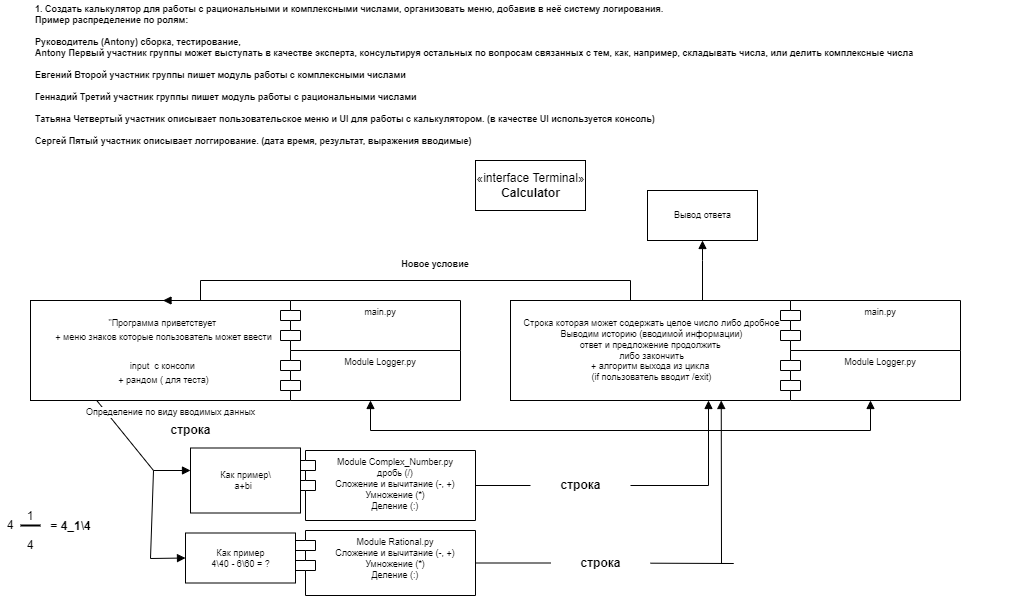 1. Создать калькулятор для работы с рациональными и комплексными числами, организовать меню, добавив в неё систему логирования.
Пример распределение по ролям:
Руководитель (Antony) сборка, тестирование,
Antony Первый участник группы может выступать в качестве эксперта, консультируя остальных по вопросам связанных с тем, как, например, складывать числа, или делить комплексные числа
Евгений Второй участник группы пишет модуль работы с комплексными числами
Геннадий Третий участник группы пишет модуль работы с рациональными числами
Татьяна Четвертый участник описывает пользовательское меню и UI для работы с калькулятором. (в качестве UI используется консоль)
Сергей Пятый участник описывает логгирование. (дата время, результат, выражения вводимые)
«interface Terminal»
Calculator
Вывод ответа
Новое условие
"Программа приветствует
+ меню знаков которые пользователь может ввести
input с консоли
+ рандом ( для теста)
main.py
Module Logger.py
Строка которая может содержать целое число либо дробное
Выводим историю (вводимой информации)
ответ и предложение продолжить
либо закончить
+ алгоритм выхода из цикла
(if пользователь вводит /exit)
main.py
Module Logger.py
Определение по виду вводимых данных
строка
Как пример\
a+bi
Module Complex_Number.py
дробь (/)
Сложение и вычитание (-, +)
Умножение (*)
Деление (:)
строка
4 1 = 4_1\4
4
Как пример
4\40 - 6\60 = ?
Module Rational.py
Сложение и вычитание (-, +)
Умножение (*)
Деление (:)
строка